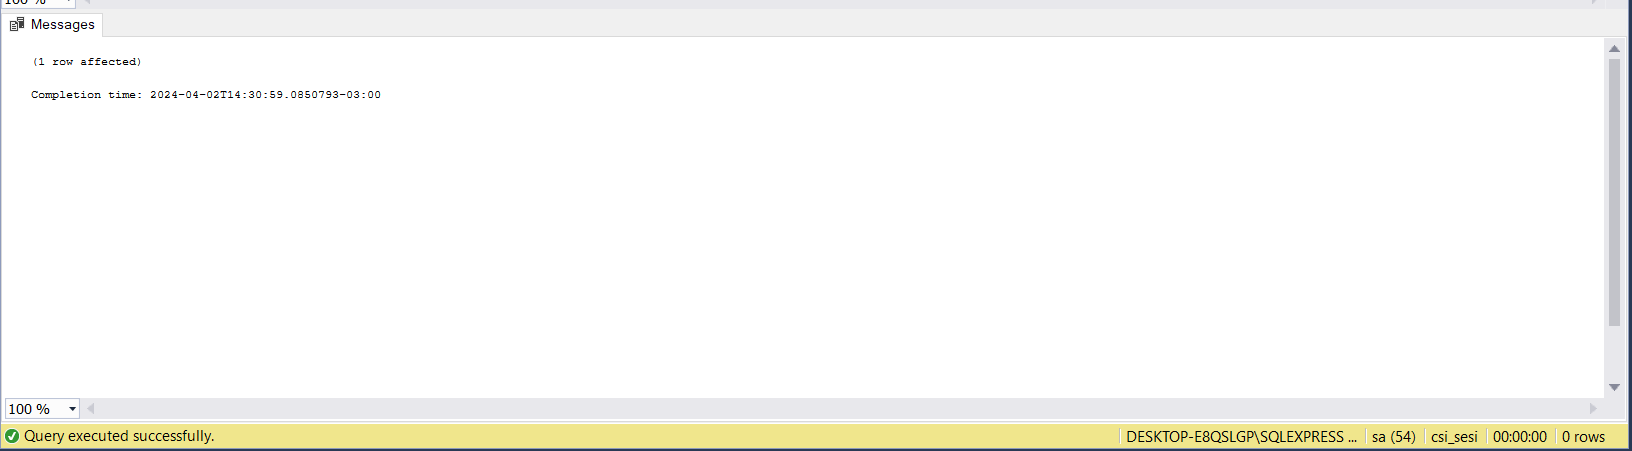 100 %
Messages
(1 row affected)
Completion time: 2024-04-02T14:30:59.0850793-03:00
100 %
Query executed successfully.
DESKTOP-E8QSLGP\SQLEXPRESS ... sa (54) csi_sesi 00:00:00 0 rows